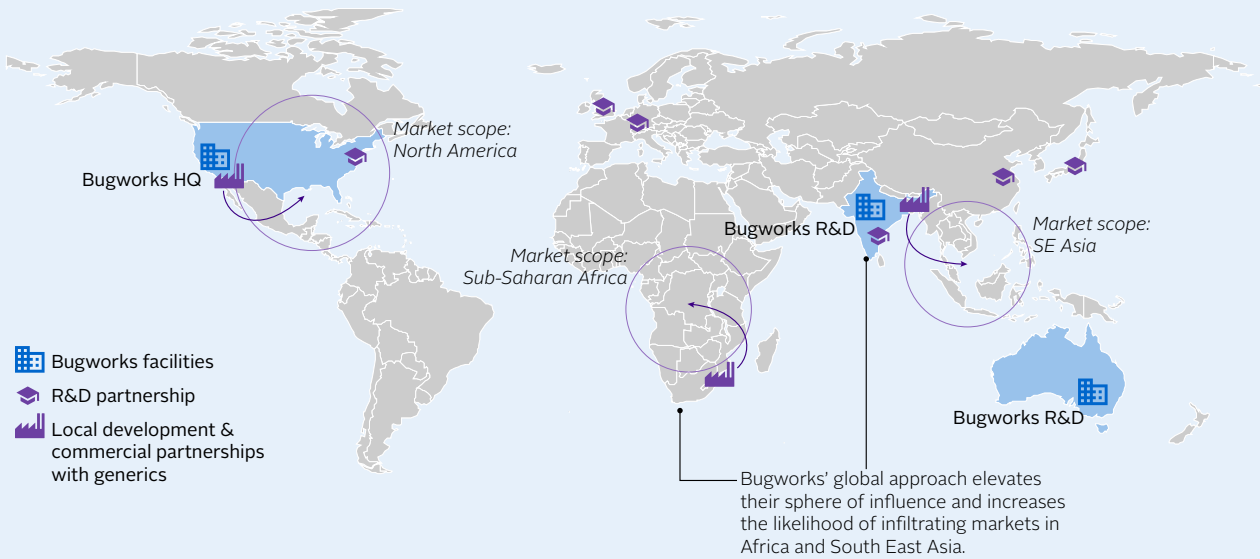 Market scope:
North America
Bugworks HQ
Bugworks R&D
Market scope:
SE Asia
Market scope:
Sub-Saharan Africa
Bugworks facilities
R&D partnership
Local development &
commercial partnerships
with generics
Bugworks R&D
Bugworks’ global approach elevates
their sphere of influence and increases
the likelihood of infiltrating markets in
Africa and South East Asia.